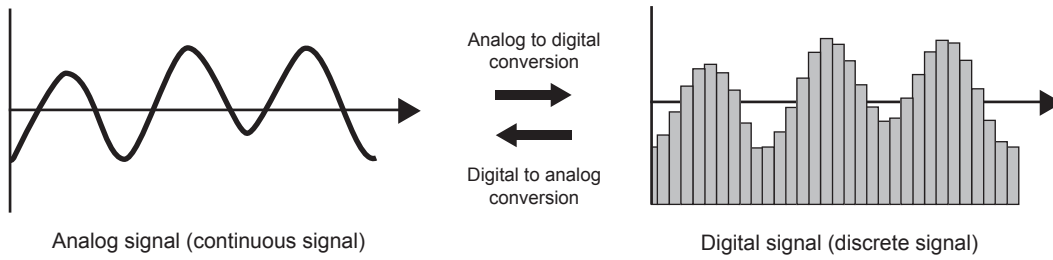 Analog to digital
conversion
Digital to analog
conversion
Analog signal (continuous signal)
Digital signal (discrete signal)